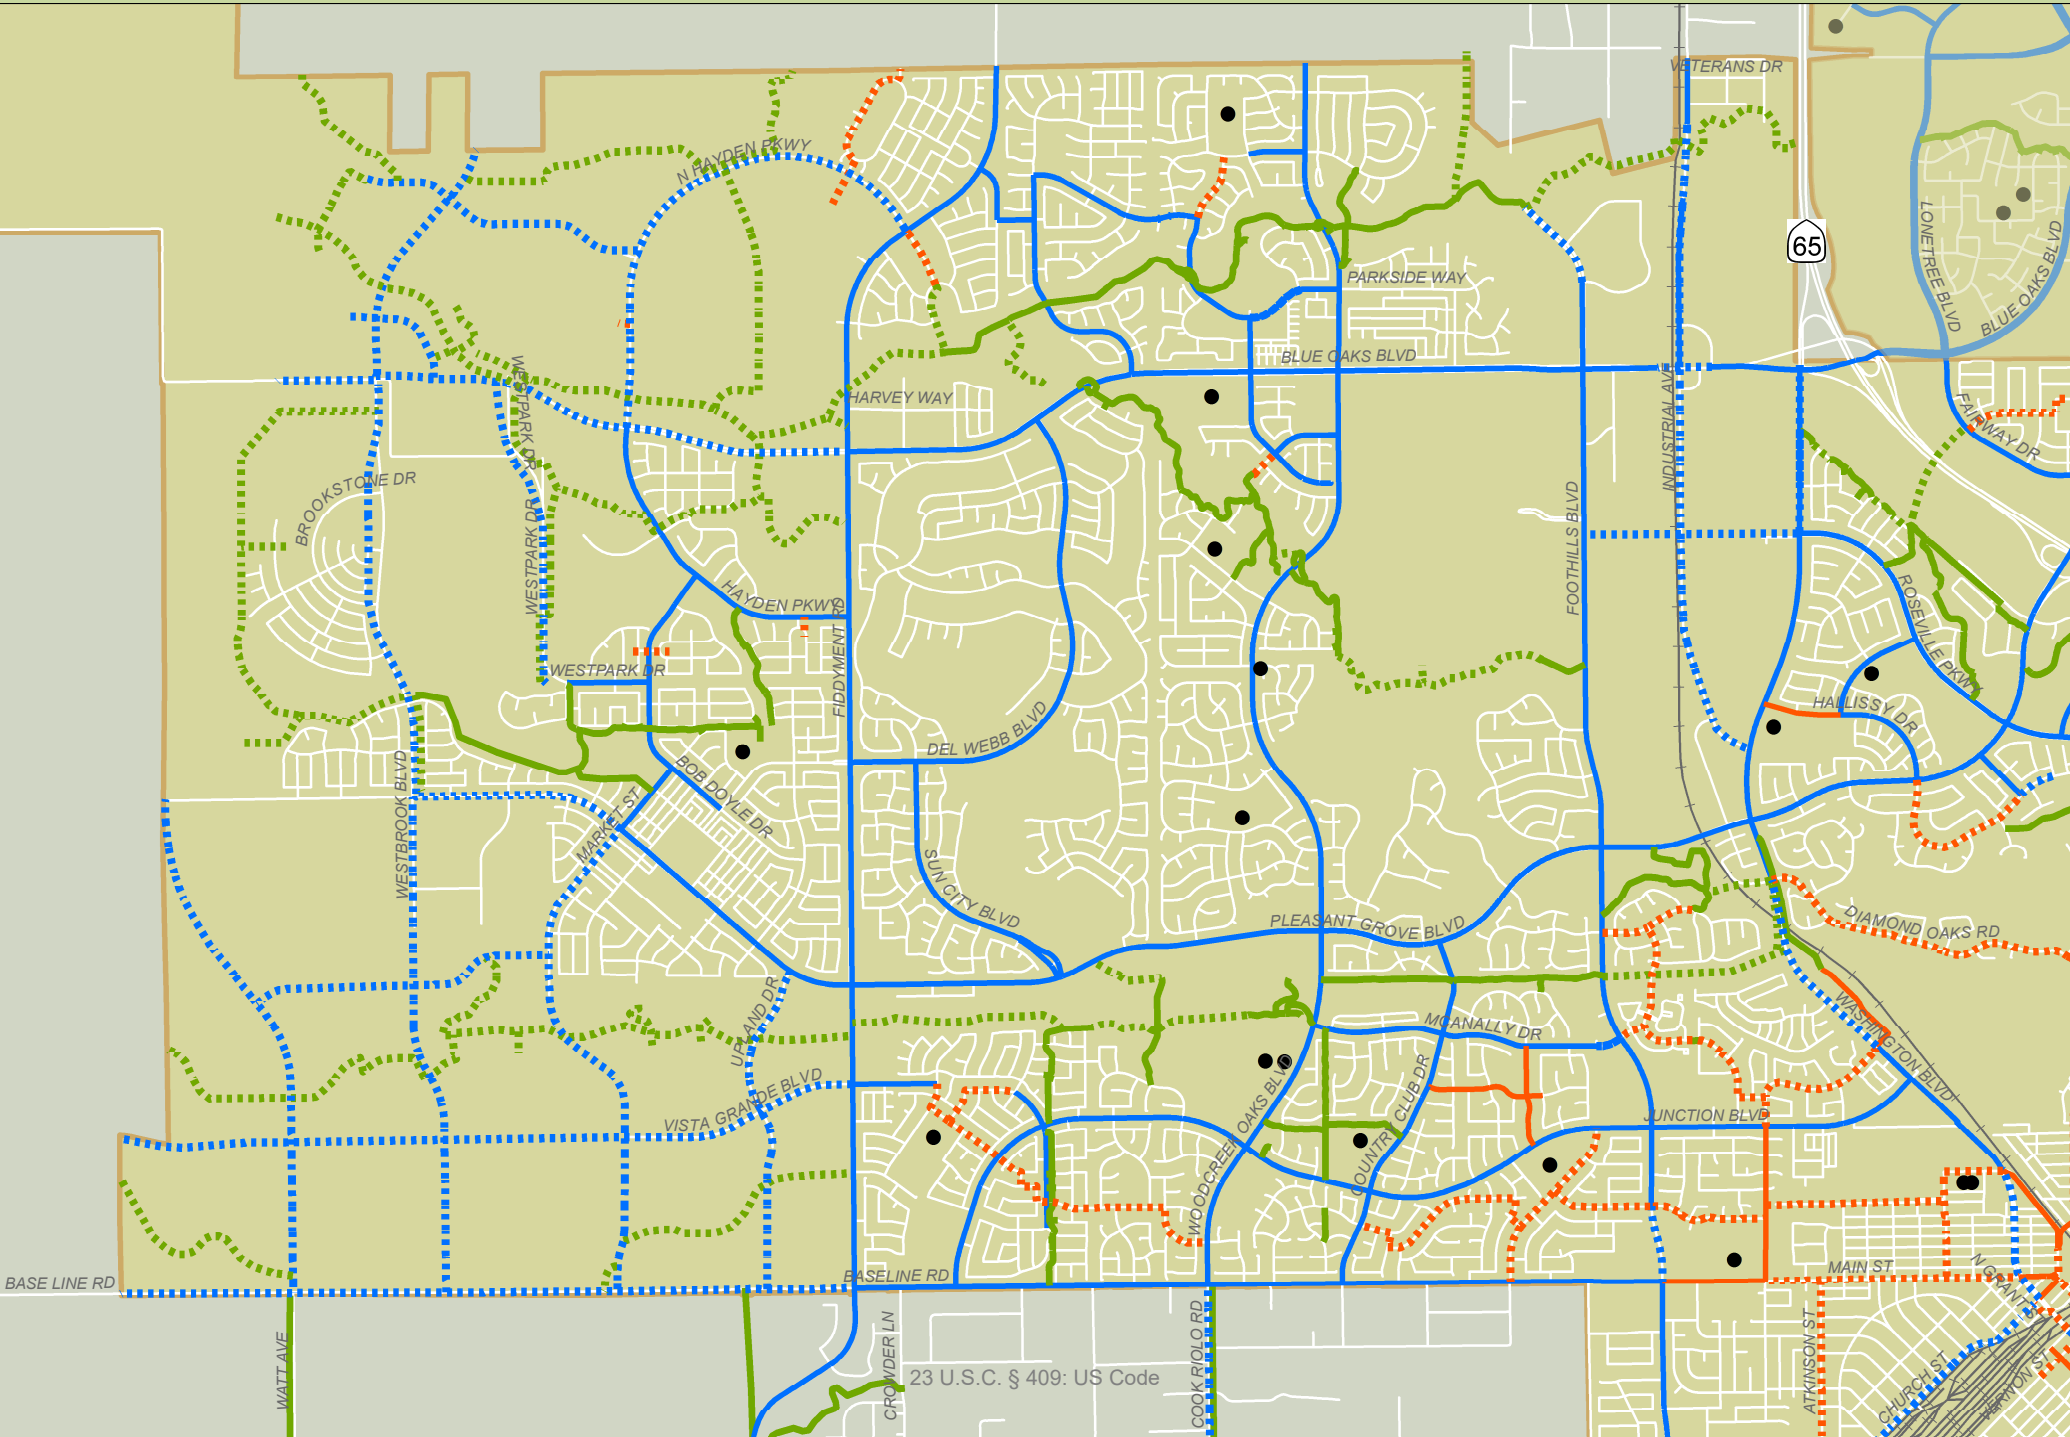 VETERANS DR
N HAYDEN PKWY
LONETREE BLVD
BLUE OAKS BLVD
65
PARKSIDE WAY
BLUE OAKS BLVD
HARVEY WAY
WESTPARK DR
INDUSTRIAL AVE
FAIRWAY DR
BROOKSTONE DR
WESTPARK DR
FOOTHILLS BLVD
HAYDEN PKWY
FIDDYMENT RD
ROSEVILLE PKWY
WESTPARK DR
HALLISSY DR
DEL WEBB BLVD
BOB DOYLE DR
WESTBROOK BLVD
MARKET ST
SUN CITY BLVD
PLEASANT GROVE BLVD
DIAMOND OAKS RD
UPLAND DR
MCANALLY DR
WASHINGTON BLVD
VISTA GRANDE BLVD
WOODCREEK OAKS BLVD
COUNTRY CLUB DR
JUNCTION BLVD
BASE LINE RD
BASELINE RD
MAIN ST
N GRANT ST
WATT AVE
CROWDER LN
COOK RIOLO RD
ATKINSON ST
CHURCH ST
VERNON ST
23 U.S.C. § 409: US Code